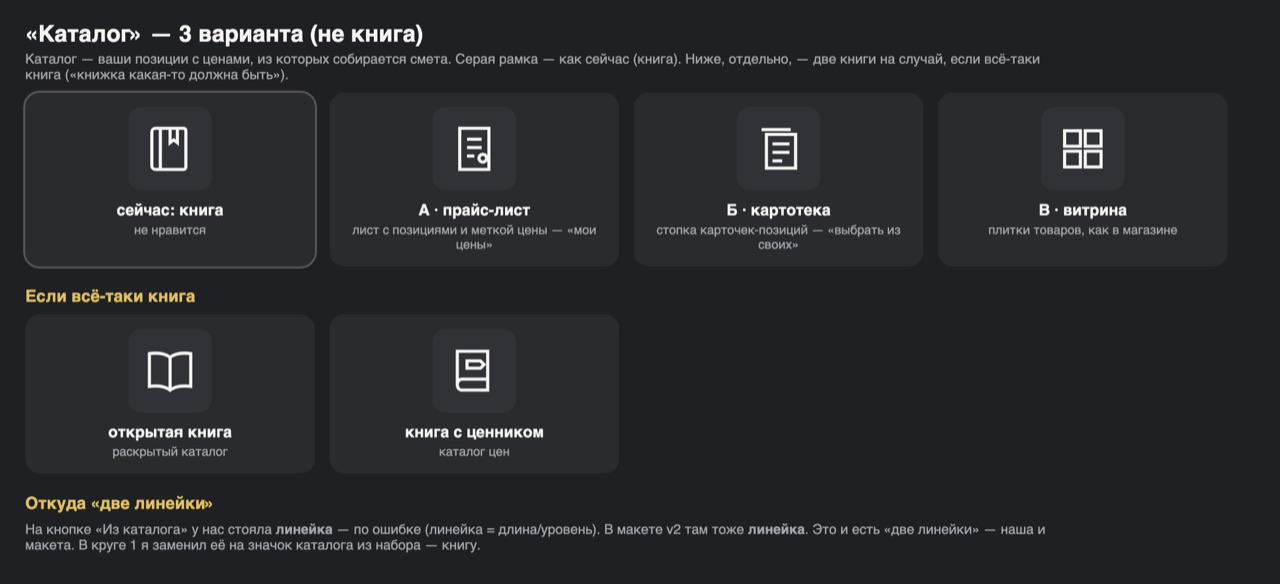 «Каталог» — 3 варианта (не книга)
Каталог — ваши позиции с ценами, из которых собирается смета. Серая рамка — как сейчас (книга). Ниже, отдельно, — две книги на случай, если всё-таки
книга («книжка какая-то должна быть»).
сейчас: книга
не нравится
А · прайс-лист
лист с позициями и меткой цены — «мои
цены»
Б · картотека
стопка карточек-позиций — «выбрать из
своих»
В · витрина
плитки товаров, как в магазине
Если всё-таки книга
открытая книга
раскрытый каталог
книга с ценником
каталог цен
Откуда «две линейки»
На кнопке «Из каталога» у нас стояла линейка — по ошибке (линейка = длина/уровень). В макете v2 там тоже линейка. Это и есть «две линейки» — наша и
макета. В круге 1 я заменил её на значок каталога из набора — книгу.